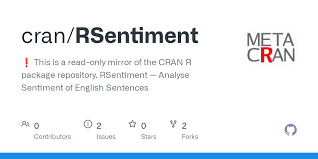 cran/RSentiment
META
CRAN
❗ This is a read-only mirror of the CRAN R
package repository. RSentiment — Analyse
Sentiment of English Sentences
0
Contributors
2
Issues
0
Stars
2
Forks